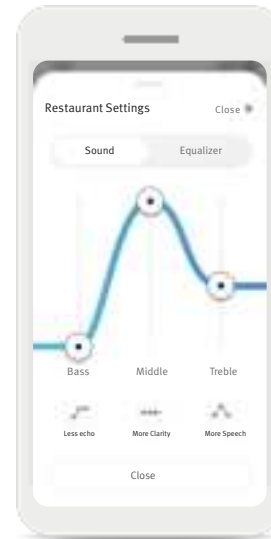 Restaurant Settings Close
Sound Equalizer
Bass Middle Treble
Less echo More Clarity More Speech
Close